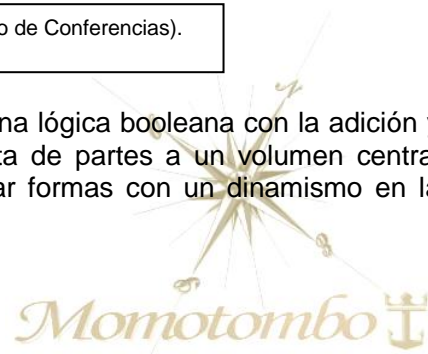 o de Conferencias).
na lógica booleana con la adición y
ta de partes a un volumen centra
ar formas con un dinamismo en la
Momotombo